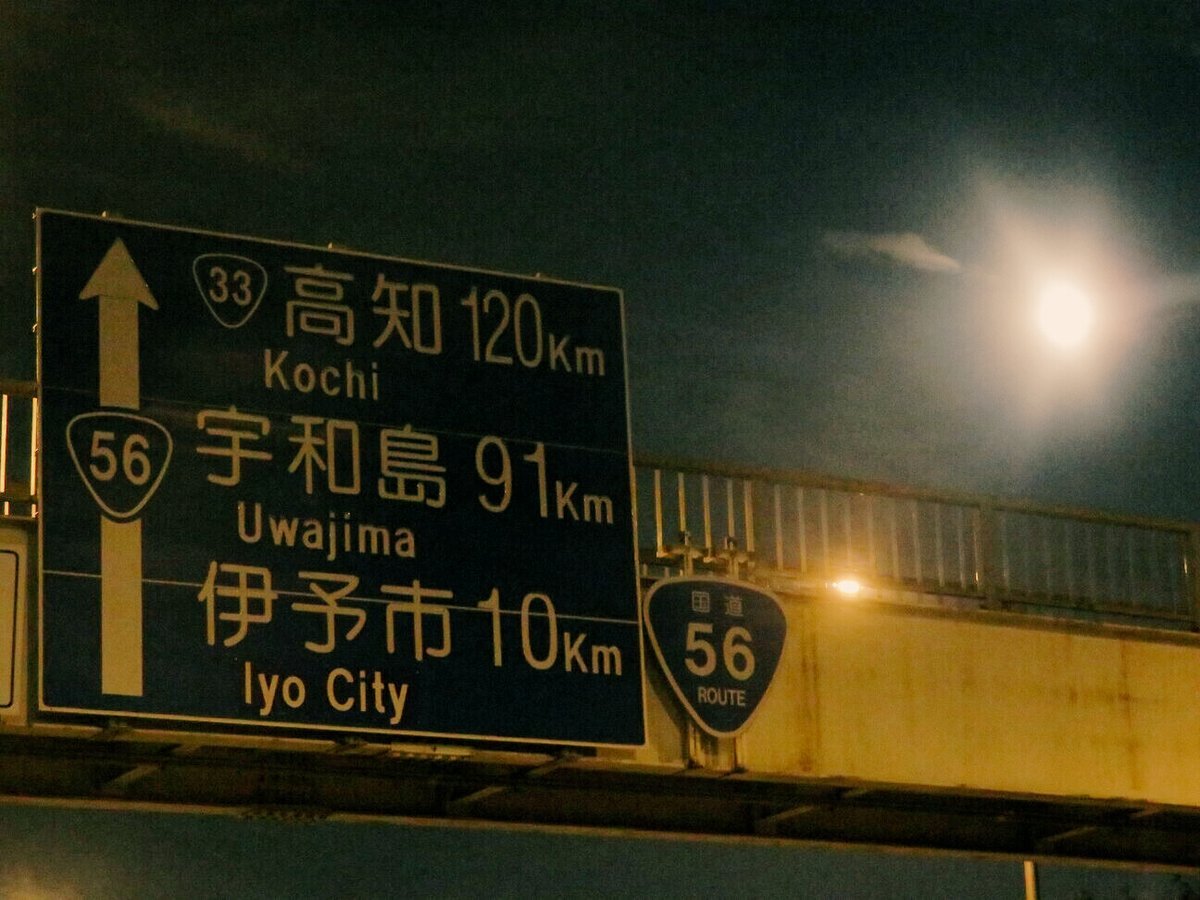 33 高知 120Km
Kochi
56
宇和島 91Km
Uwajima
伊予市 10Km
Iyo City
国道
56
ROUTE